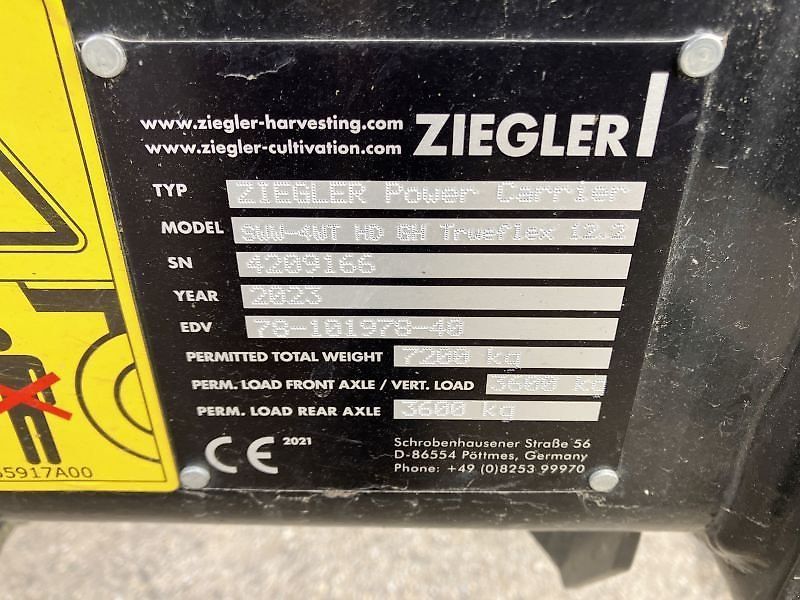 www.ziegler-harvesting.com
www.ziegler-cultivation.com
ZIEGLER
TYP ZIEGLER Power Carrier
MODEL SWW-4WT HD GH Trueflex 12.2
SN 4209166
YEAR 2023
EDV 78-101978-40
PERMITTED TOTAL WEIGHT 7200 kg
PERM. LOAD FRONT AXLE / VERT. LOAD 3600 kg
PERM. LOAD REAR AXLE 3600 kg
CE 2021
Schrobenhausener Straße 56
D-86554 Pöttmes, Germany
Phone: +49 (0)8253 99970